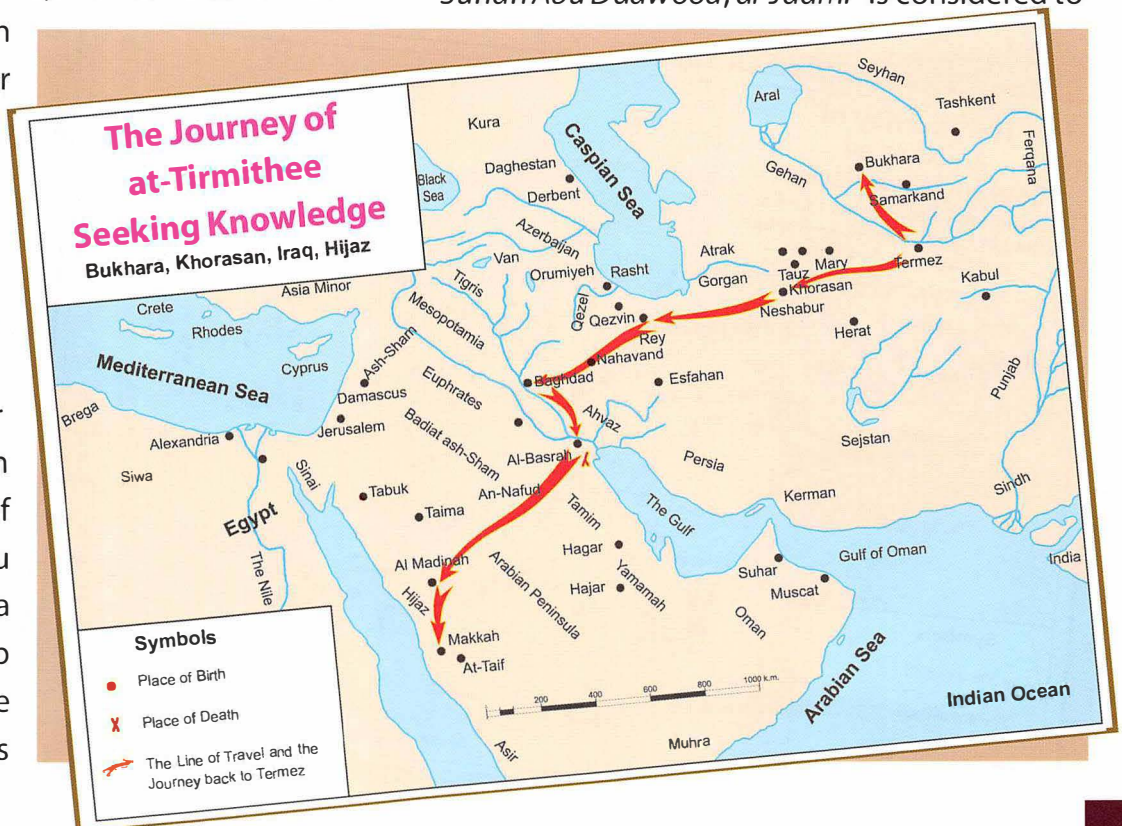 Sunan Abu Daawood, al-Jaami‘ is considered to
n
r
n
f
u
a
o
e
s
The Journey of
at-Tirmithee
Seeking Knowledge
Bukhara, Khorasan, Iraq, Hijaz
Kura
Daghestan
Derbent
Black
Sea
Caspian Sea
Aral
Seyhan
Tashkent
Ferqana
Gehan
Bukhara
Samarkand
Azerbaijan
Van
Orumiyeh
Rasht
Atrak
Gorgan
Tauz
Mary
Termez
Khorasan
Neshabur
Kabul
Herat
Asia Minor
Crete
Rhodes
Cyprus
Mediterranean Sea
Tigris
Mesopotamia
Qezel
Qezvin
Rey
Nahavand
Baghdad
Esfahan
Ash-Sham
Damascus
Euphrates
Ahvaz
Punjab
Brega
Alexandria
Jerusalem
Badiat ash-Sham
Al-Basrah
Sejstan
Siwa
Sinai
Tabuk
An-Nafud
Persia
Kerman
Sindh
Egypt
Taima
Tamim
The Gulf
The Nile
Al Madinah
Hijaz
Arabian Peninsula
Hagar
Hajar
Yamamah
Suhar
Muscat
Gulf of Oman
India
Oman
Makkah
At-Taif
200
400
600
800
1000 k.m.
Arabian Sea
Indian Ocean
Asir
Muhra
Symbols
Place of Birth
Place of Death
The Line of Travel and the
Journey back to Termez